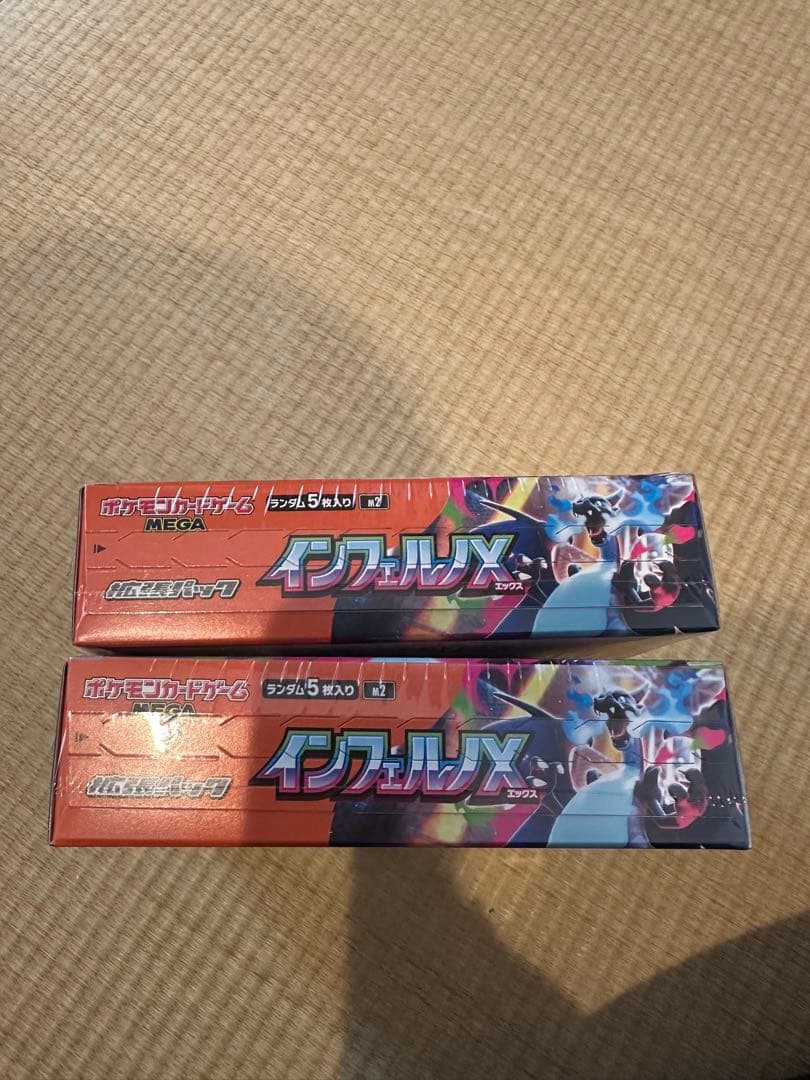 ポケモンカードゲーム
MEGA
ランダム5枚入り
M2
拡張パック
インフェルノX
エックス
ポケモンカードゲーム
MEGA
ランダム5枚入り
M2
拡張パック
インフェルノX
エックス